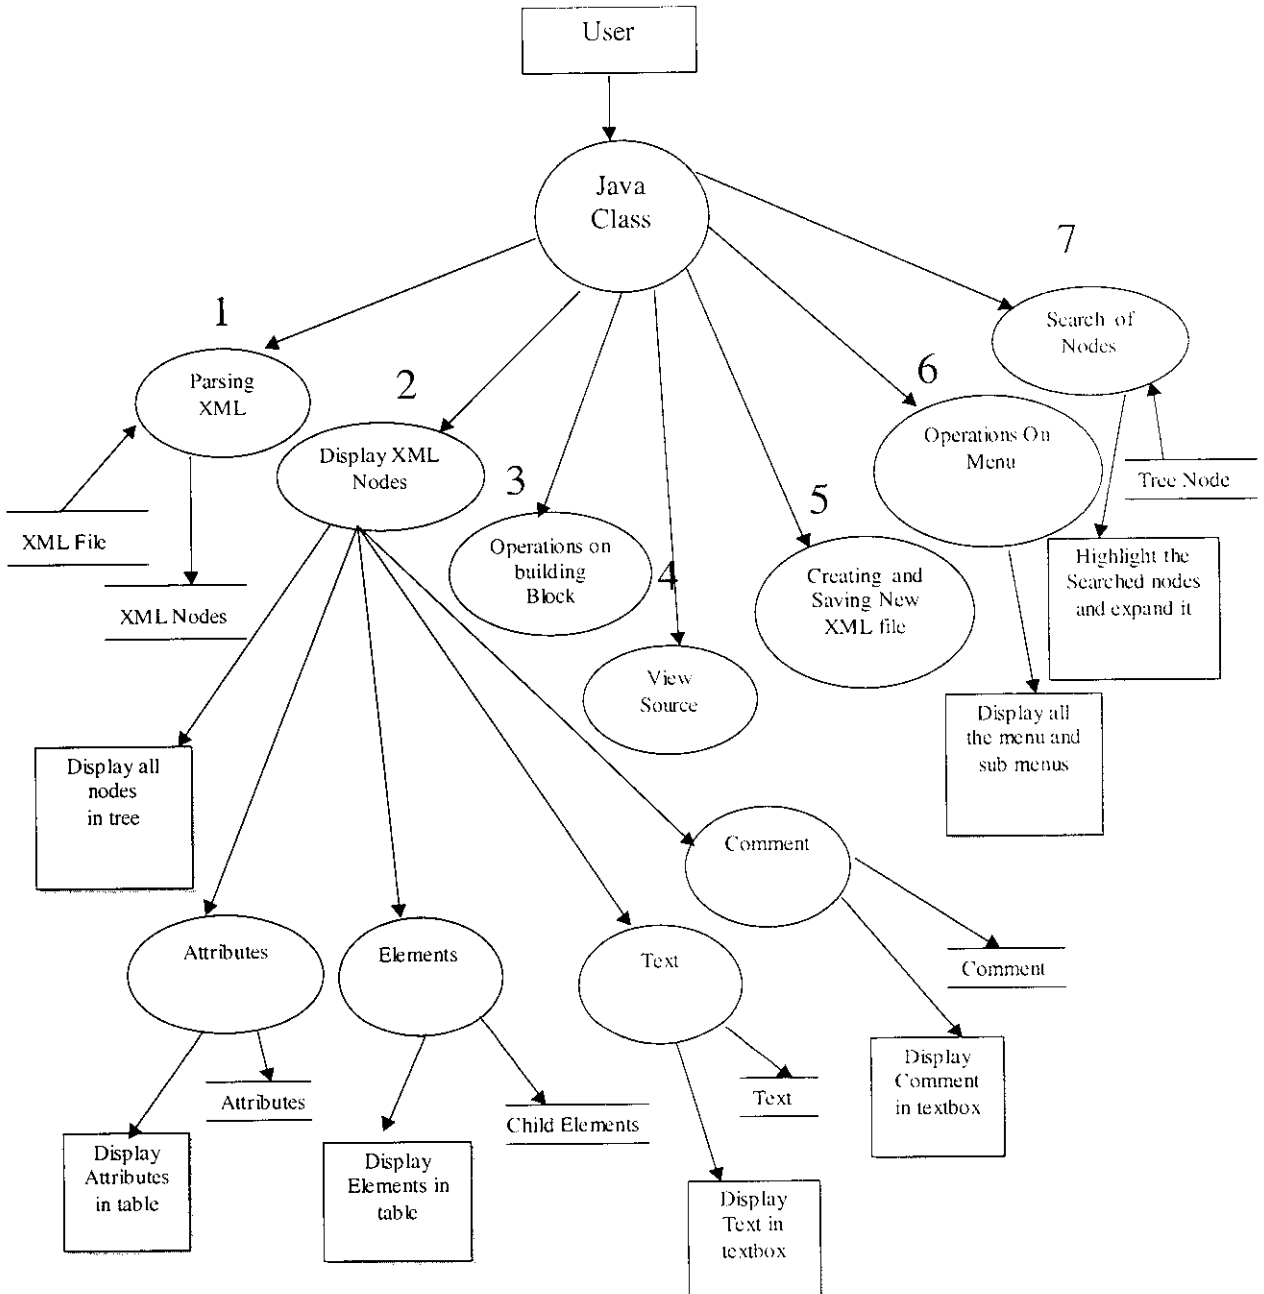 User
Java
Class
7
1
Search of
Nodes
Parsing
XML
2
6
Display XML
Nodes
Operations On
Menu
3
Tree Node
5
XML File
Operations on
building
Block
4
Creating and
Saving New
XML file
Highlight the
Searched nodes
and expand it
XML Nodes
View
Source
Display all
the menu and
sub menus
Display all
nodes
in tree
Comment
Attributes
Elements
Text
Comment
Attributes
Child Elements
Text
Display
Comment
in textbox
Display
Attributes
in table
Display
Elements in
table
Display
Text in
textbox